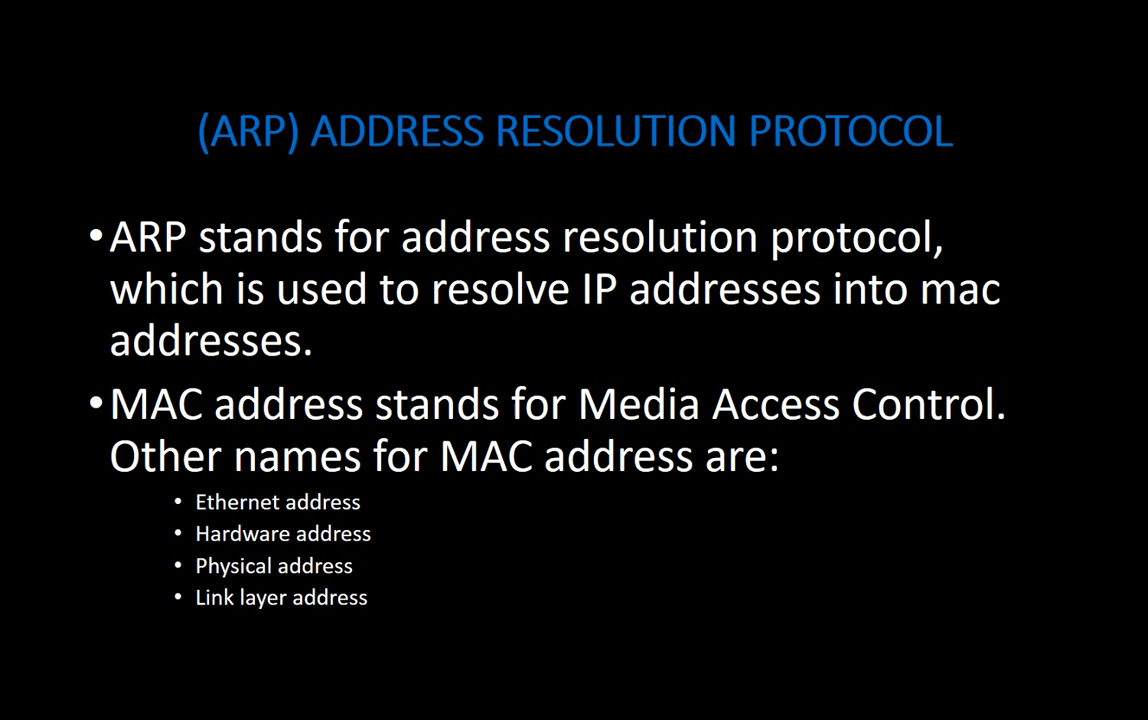 (ARP) ADDRESS RESOLUTION PROTOCOL
•ARP stands for address resolution protocol,
which is used to resolve IP addresses into mac
addresses.
•MAC address stands for Media Access Control.
Other names for MAC address are:
• Ethernet address
• Hardware address
• Physical address
• Link layer address